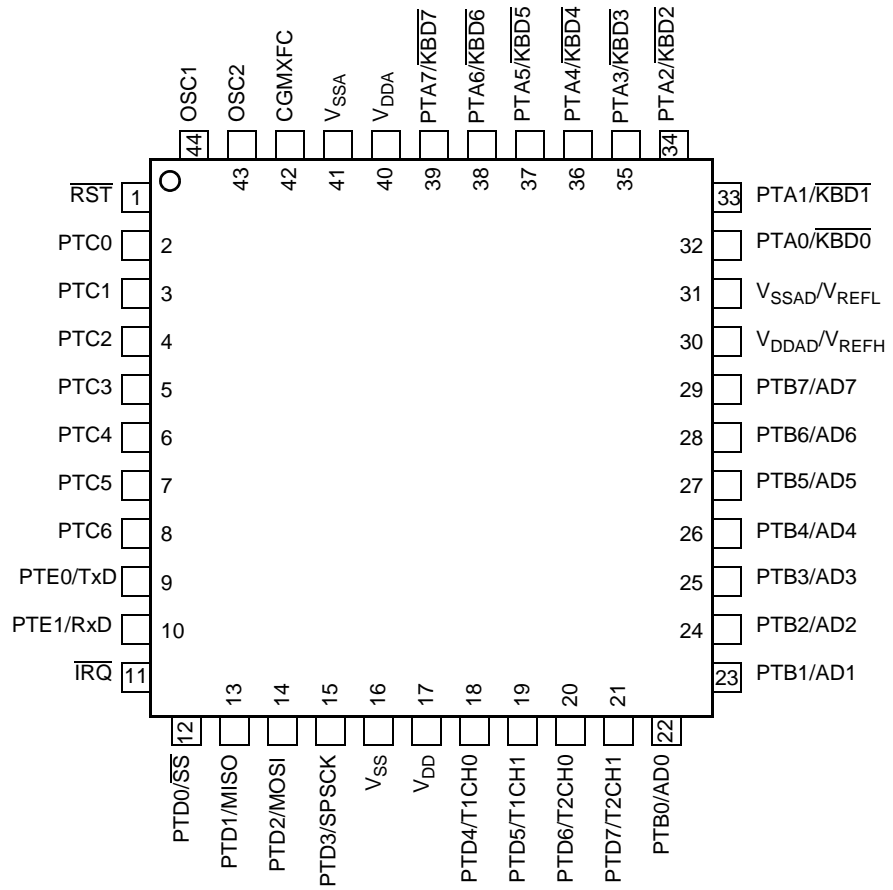 OSC1
OSC2
CGMXFC
VSSA
VDDA
PTA7/KBD7
PTA6/KBD6
PTA5/KBD5
PTA4/KBD4
PTA3/KBD3
PTA2/KBD2
44
43
42
41
40
39
38
37
36
35
34
RST 1
PTC0 2
PTC1 3
PTC2 4
PTC3 5
PTC4 6
PTC5 7
PTC6 8
PTE0/TxD 9
PTE1/RxD 10
IRQ 11
33 PTA1/KBD1
32 PTA0/KBD0
31 VSSAD/VREFL
30 VDDAD/VREFH
29 PTB7/AD7
28 PTB6/AD6
27 PTB5/AD5
26 PTB4/AD4
25 PTB3/AD3
24 PTB2/AD2
23 PTB1/AD1
12
13
14
15
16
17
18
19
20
21
22
PTD0/SS
PTD1/MISO
PTD2/MOSI
PTD3/SPSCK
VSS
VDD
PTD4/T1CH0
PTD5/T1CH1
PTD6/T2CH0
PTD7/T2CH1
PTB0/AD0